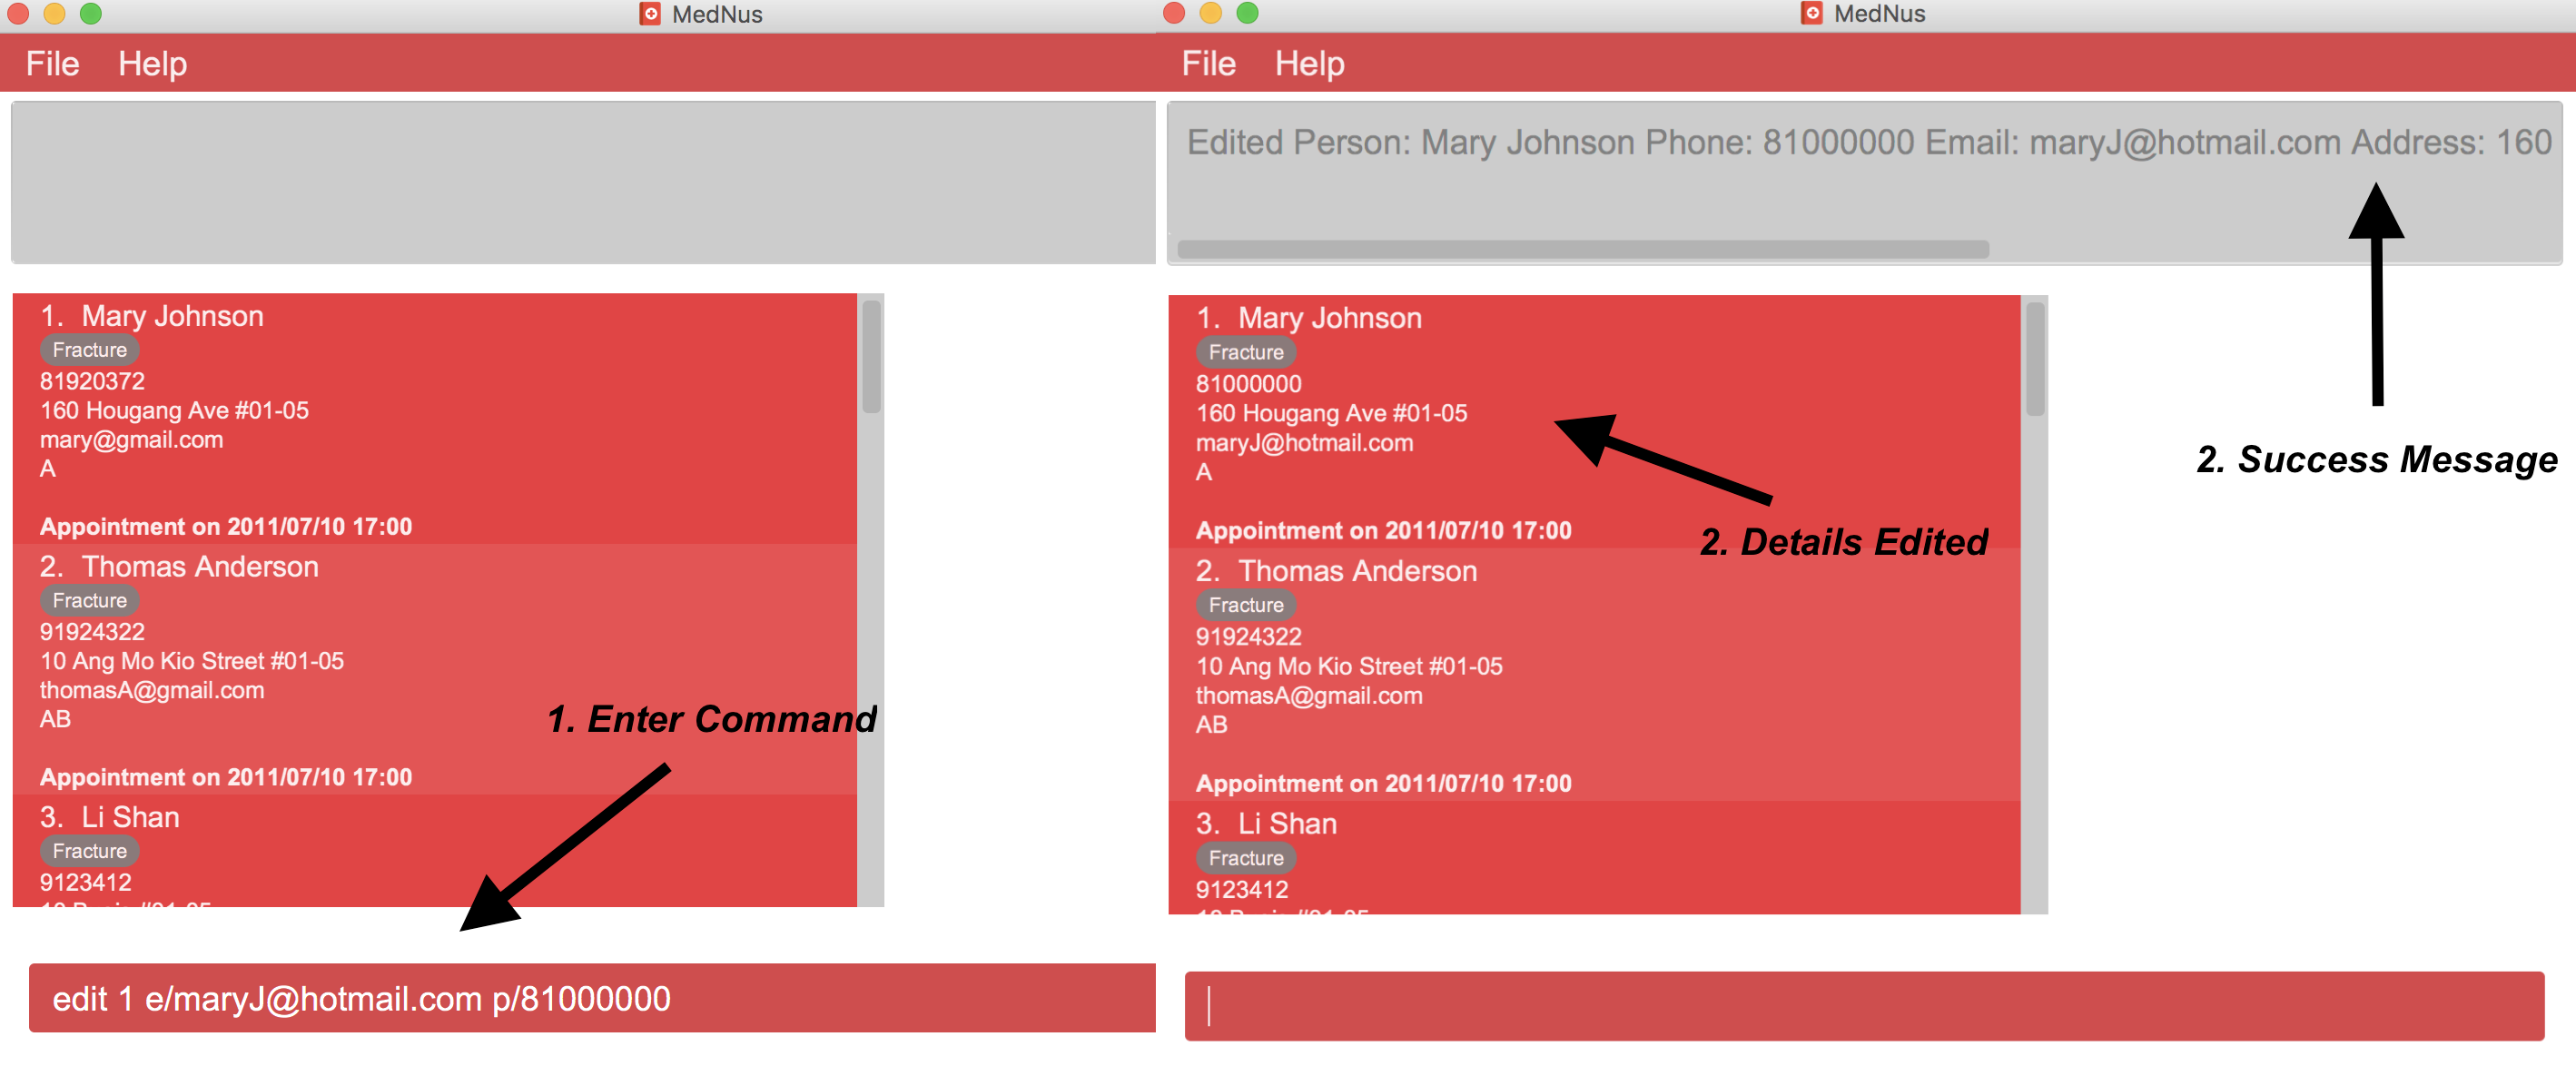 MedNus
File Help
1. Mary Johnson
Fracture
81920372
160 Hougang Ave #01-05
mary@gmail.com
A
Appointment on 2011/07/10 17:00
2. Thomas Anderson
Fracture
91924322
10 Ang Mo Kio Street #01-05
thomasA@gmail.com
AB
Appointment on 2011/07/10 17:00
3. Li Shan
Fracture
9123412
1. Enter Command
edit 1 e/maryJ@hotmail.com p/81000000
MedNus
File Help
Edited Person: Mary Johnson Phone: 81000000 Email: maryJ@hotmail.com Address: 160
2. Success Message
1. Mary Johnson
Fracture
81000000
160 Hougang Ave #01-05
maryJ@hotmail.com
A
Appointment on 2011/07/10 17:00
2. Details Edited
2. Thomas Anderson
Fracture
91924322
10 Ang Mo Kio Street #01-05
thomasA@gmail.com
AB
Appointment on 2011/07/10 17:00
3. Li Shan
Fracture
9123412